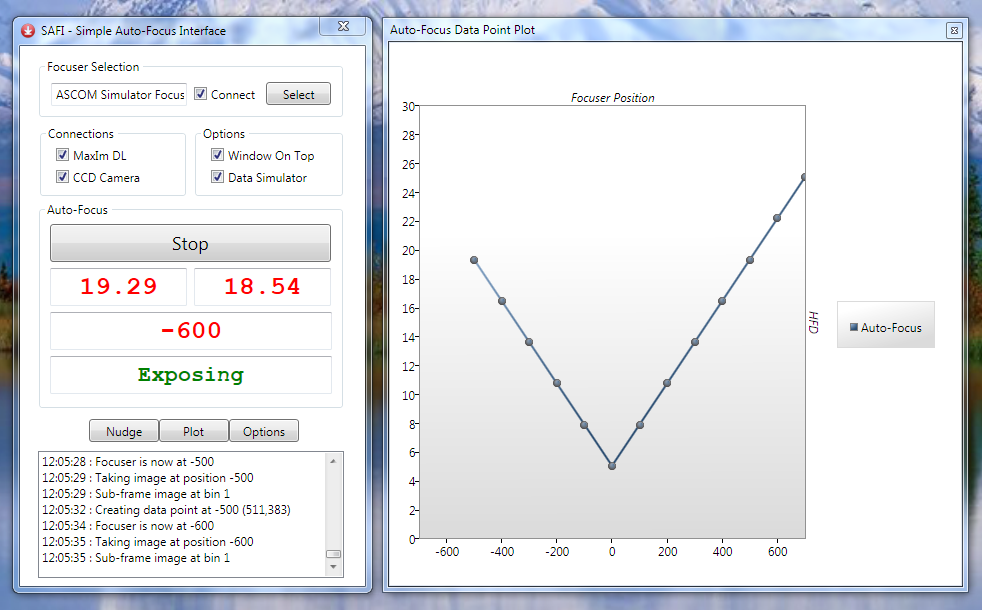 SAFI - Simple Auto-Focus Interface
Focuser Selection
ASCOM Simulator Focus
Connect
Select
Connections
MaxIm DL
CCD Camera
Options
Window On Top
Data Simulator
Auto-Focus
Stop
19.29
18.54
-600
Exposing
Nudge
Plot
Options
12:05:28 : Focuser is now at -500
12:05:29 : Taking image at position -500
12:05:29 : Sub-frame image at bin 1
12:05:32 : Creating data point at -500 (511,383)
12:05:34 : Focuser is now at -600
12:05:35 : Taking image at position -600
12:05:35 : Sub-frame image at bin 1
Auto-Focus Data Point Plot
Focuser Position
30
28
26
24
22
20
18
16
14
12
10
8
6
4
2
0
-600 -400 -200 0 200 400 600
HFD
Auto-Focus